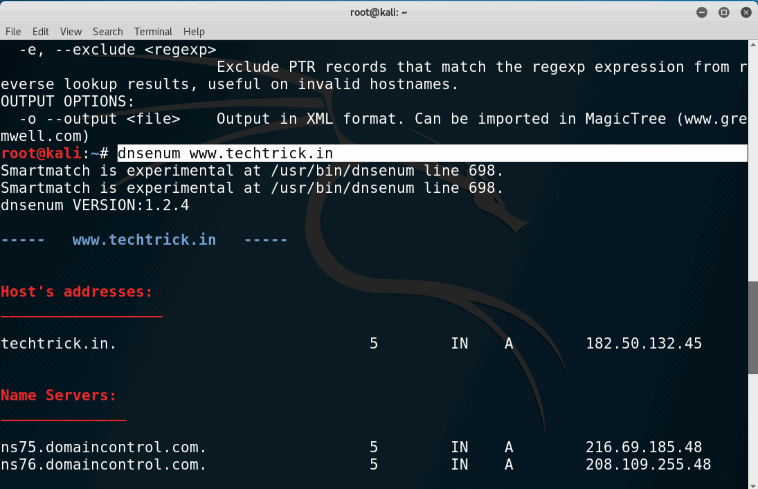 root@kali: ~
File Edit View Search Terminal Help
-e, --exclude <regexp>
Exclude PTR records that match the regexp expression from r
everse lookup results, useful on invalid hostnames.
OUTPUT OPTIONS:
-o --output <file>    Output in XML format. Can be imported in MagicTree (www.gre
mwell.com)
root@kali:~# dnsenum www.techtrick.in
Smartmatch is experimental at /usr/bin/dnsenum line 698.
Smartmatch is experimental at /usr/bin/dnsenum line 698.
dnsenum VERSION:1.2.4
-----   www.techtrick.in   -----
Host's addresses:
__________________
techtrick.in.                            5        IN    A        182.50.132.45
Name Servers:
______________
ns75.domaincontrol.com.                  5        IN    A        216.69.185.48
ns76.domaincontrol.com.                  5        IN    A        208.109.255.48